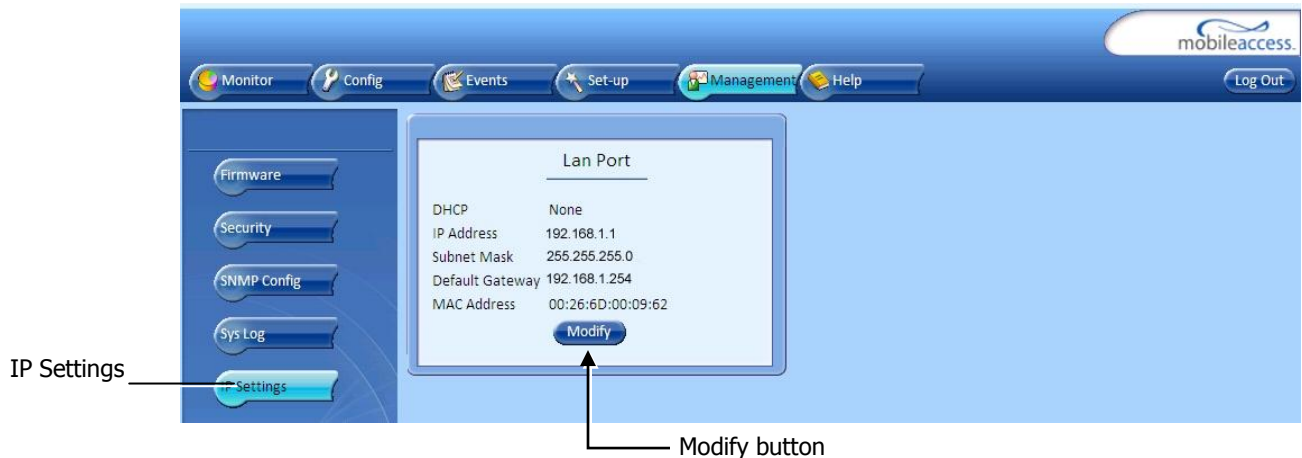 mobileaccess.
Monitor Config Events Set-up Management Help Log Out
Lan Port
Firmware
Security
SNMP Config
Sys Log
IP Settings
DHCP None
IP Address 192.168.1.1
Subnet Mask 255.255.255.0
Default Gateway 192.168.1.254
MAC Address 00:26:6D:00:09:62
Modify
IP Settings
Modify button